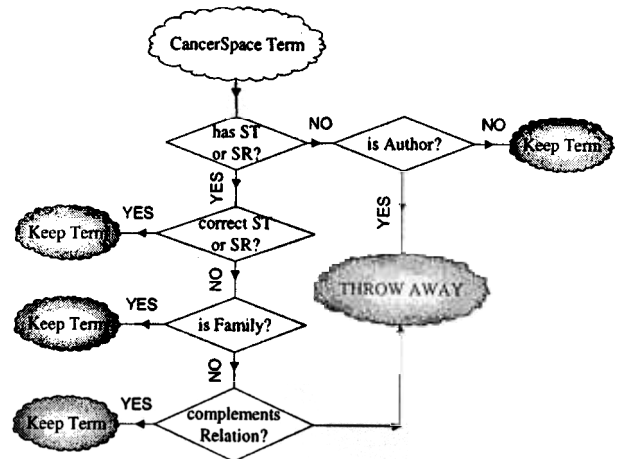 CancerSpace Term
has ST
or SR?
NO
is Author?
NO
Keep Term
YES
YES
Keep Term
YES
correct ST
or SR?
THROW AWAY
NO
Keep Term
YES
is Family?
NO
Keep Term
YES
complements
Relation?